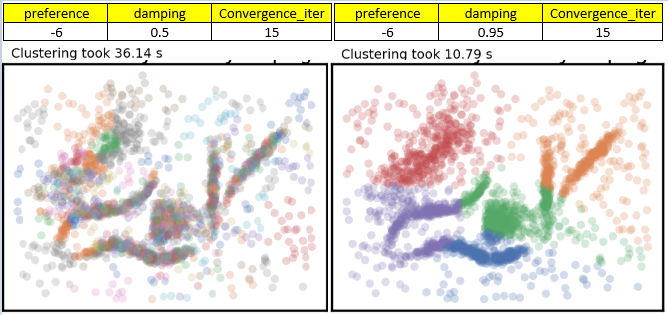 preference damping Convergence_iter preference damping Convergence_iter
-6 0.5 15 -6 0.95 15
Clustering took 36.14 s Clustering took 10.79 s